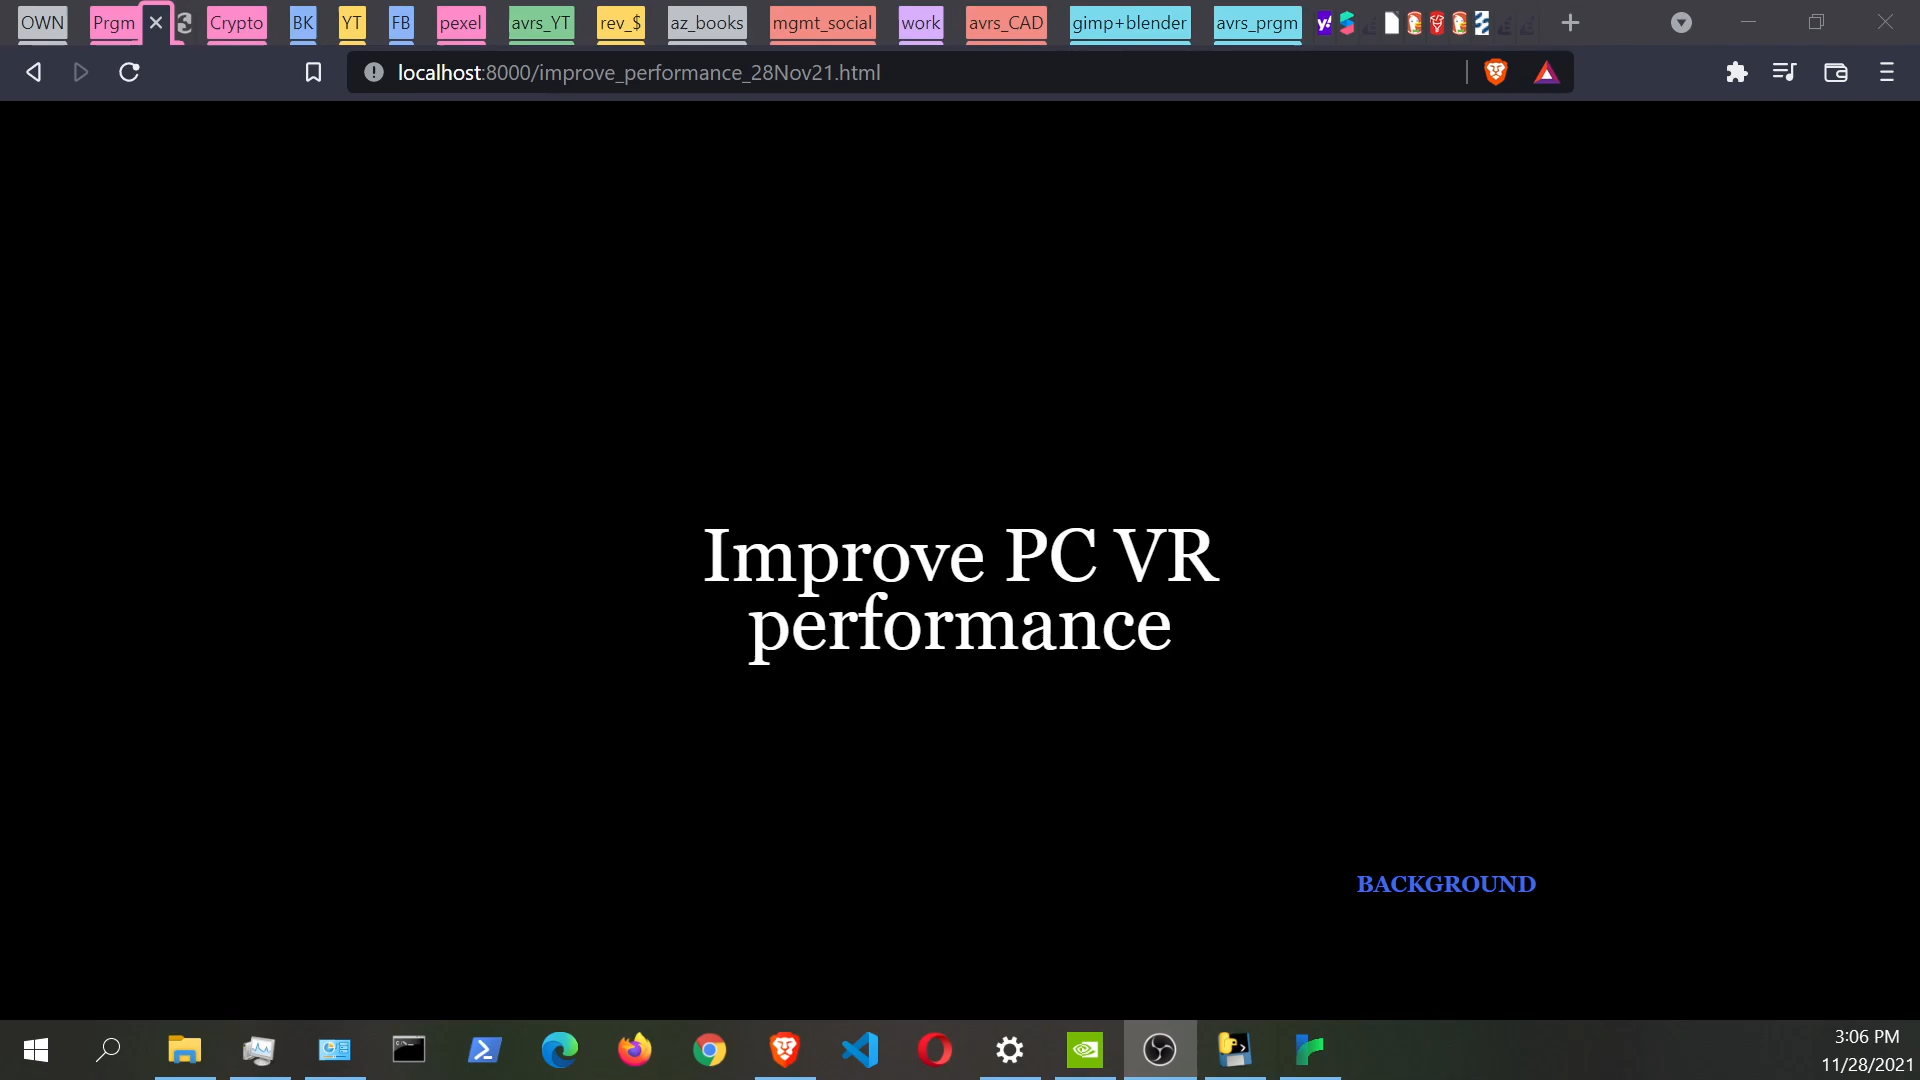 OWN Prgm Crypto BK YT FB pexel avrs_YT rev_$ az_books mgmt_social work avrs_CAD gimp+blender avrs_prgm
localhost:8000/improve_performance_28Nov21.html
Improve PC VR
performance
BACKGROUND
3:06 PM
11/28/2021